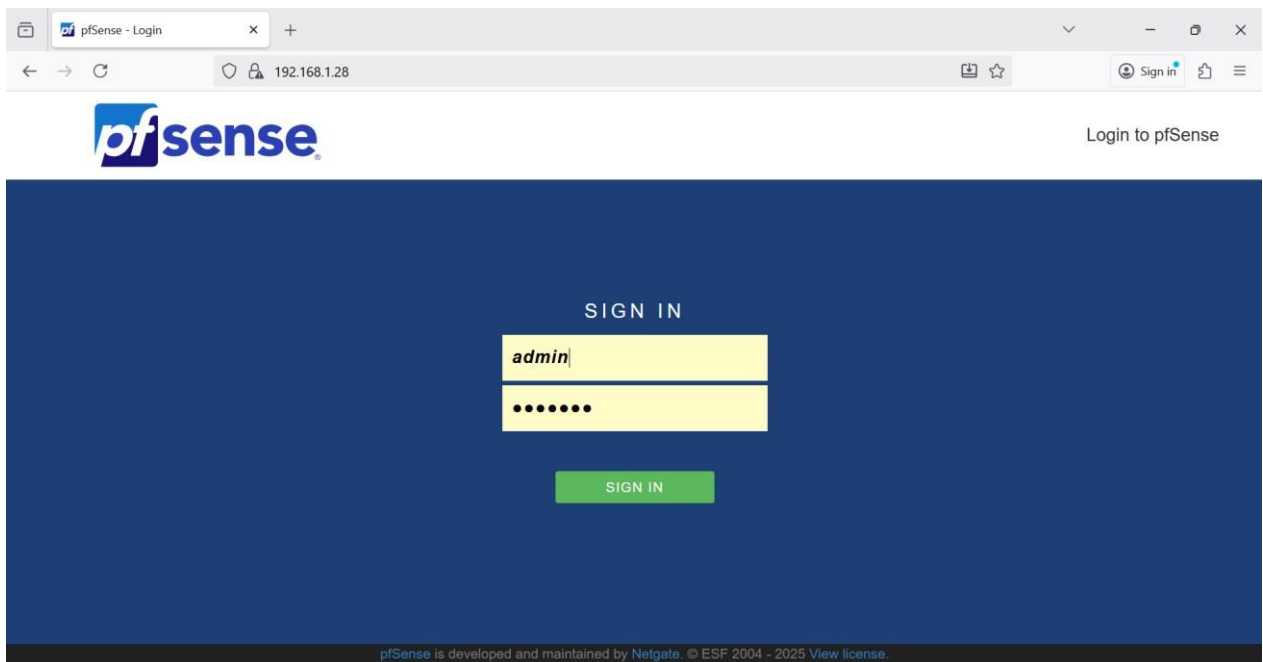 pfSense - Login
192.168.1.28
Sign in
pfsense®
Login to pfSense
SIGN IN
admin
•••••••
SIGN IN
pfSense is developed and maintained by Netgate. © ESF 2004 - 2025 View license.